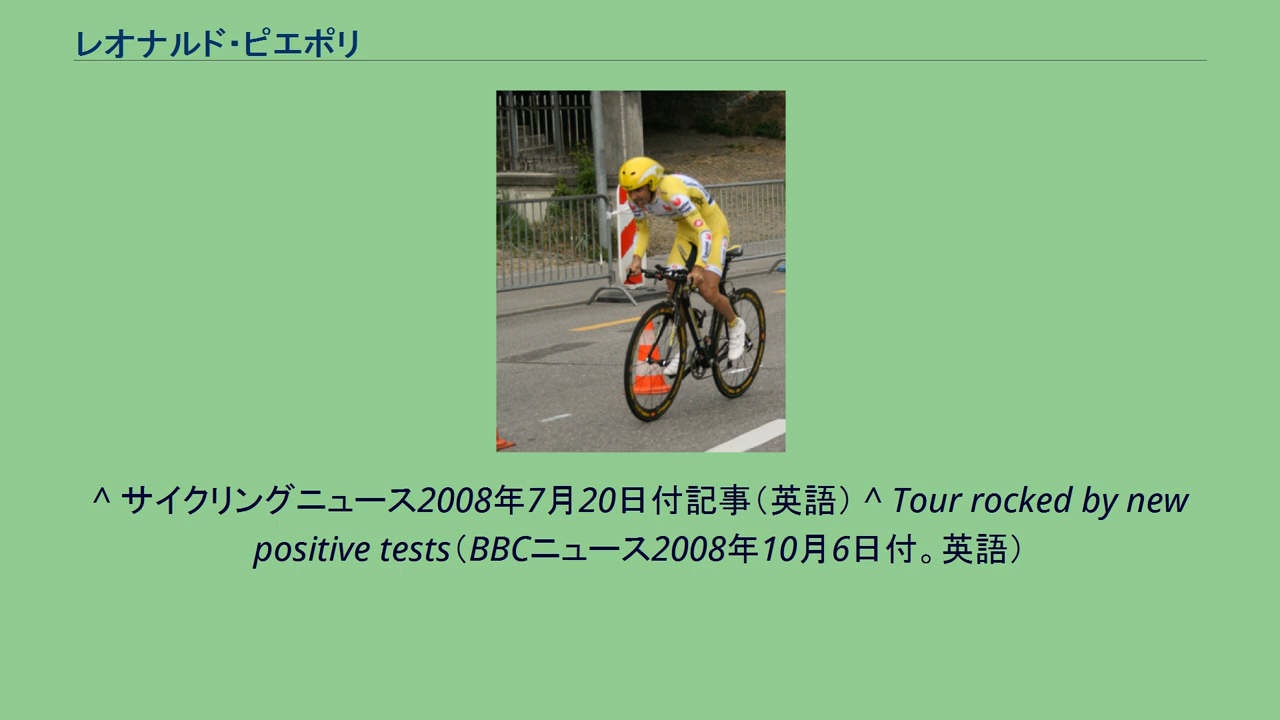 レオナルド・ピエポリ
^ サイクリングニュース2008年7月20日付記事（英語） ^ Tour rocked by new
positive tests（BBCニュース2008年10月6日付。英語）